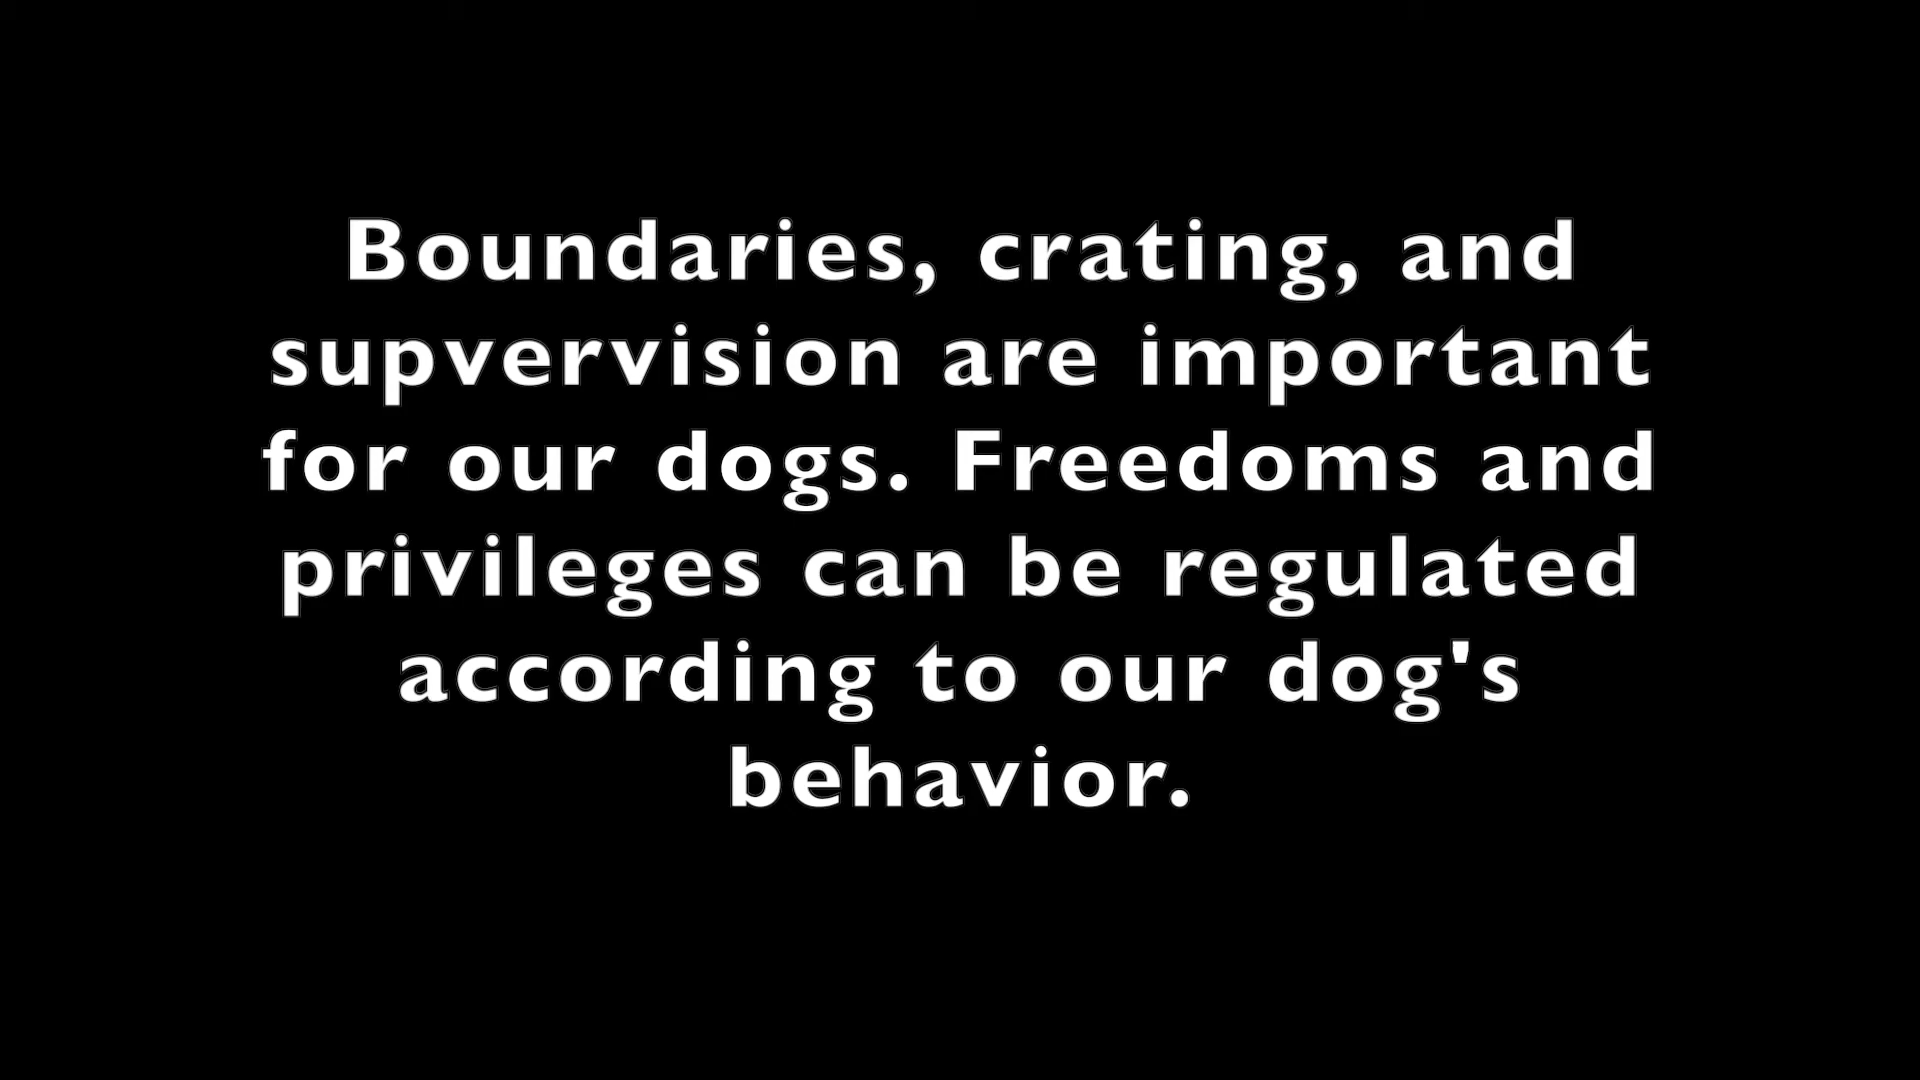 Boundaries, crating, and
supvervision are important
for our dogs. Freedoms and
privileges can be regulated
according to our dog's
behavior.